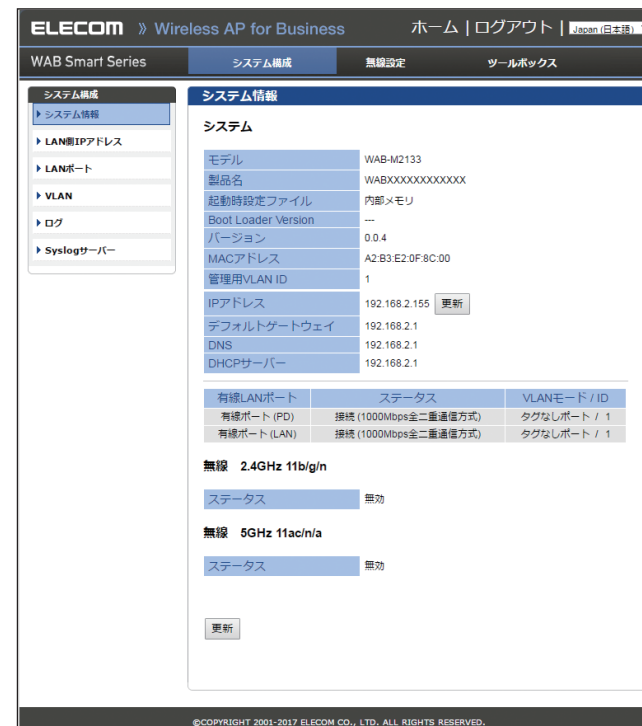 ELECOM » Wireless AP for Business ホーム | ログアウト | Japan (日本語)
WAB Smart Series システム構成 無線設定 ツールボックス
システム構成
システム情報
LAN側IPアドレス
LANポート
VLAN
ログ
Syslogサーバー
システム情報
システム
モデル WAB-M2133
製品名 WABXXXXXXXXXXXX
起動時設定ファイル 内部メモリ
Boot Loader Version ---
バージョン 0.0.4
MACアドレス A2:B3:E2:0F:8C:00
管理用VLAN ID 1
IPアドレス 192.168.2.155 更新
デフォルトゲートウェイ 192.168.2.1
DNS 192.168.2.1
DHCPサーバー 192.168.2.1
有線LANポート ステータス VLANモード / ID
有線ポート (PD) 接続 (1000Mbps全二重通信方式) タグなしポート / 1
有線ポート (LAN) 接続 (1000Mbps全二重通信方式) タグなしポート / 1
無線 2.4GHz 11b/g/n
ステータス 無効
無線 5GHz 11ac/n/a
ステータス 無効
更新
©COPYRIGHT 2001-2017 ELECOM CO., LTD. ALL RIGHTS RESERVED.